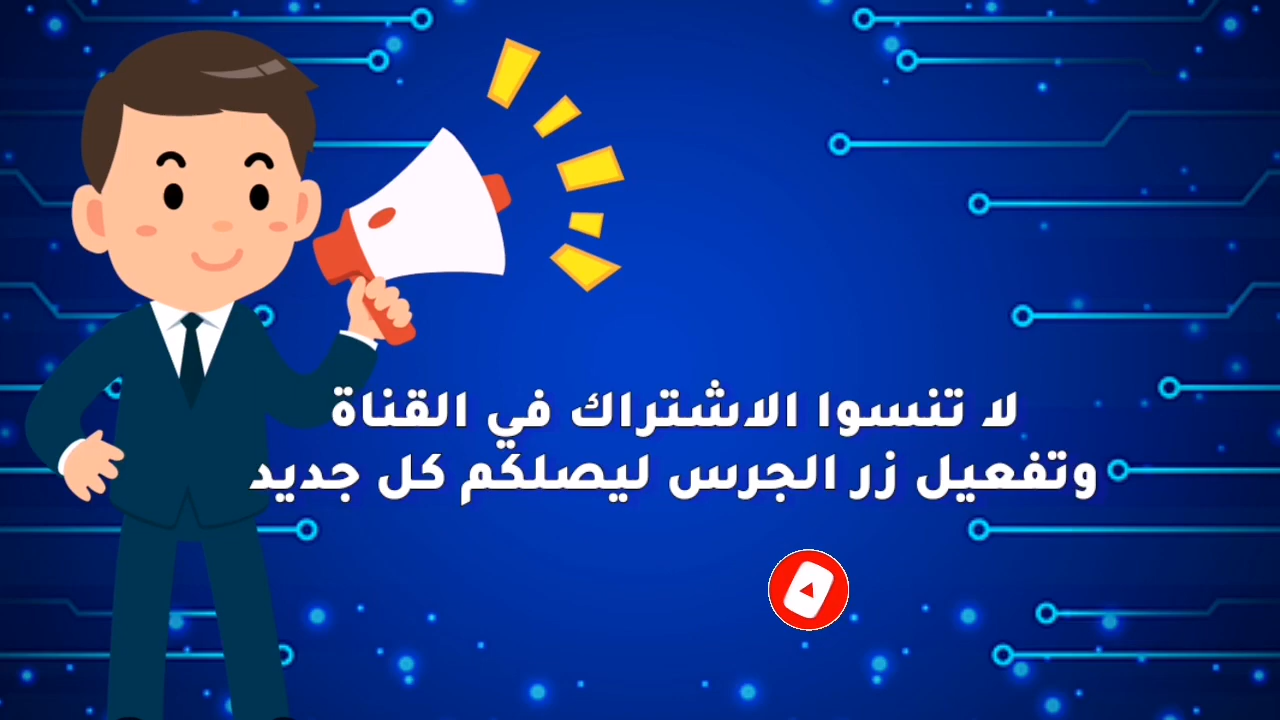 لا تنسوا الاشتراك في القناة
وتفعيل زر الجرس ليصلكم كل جديد